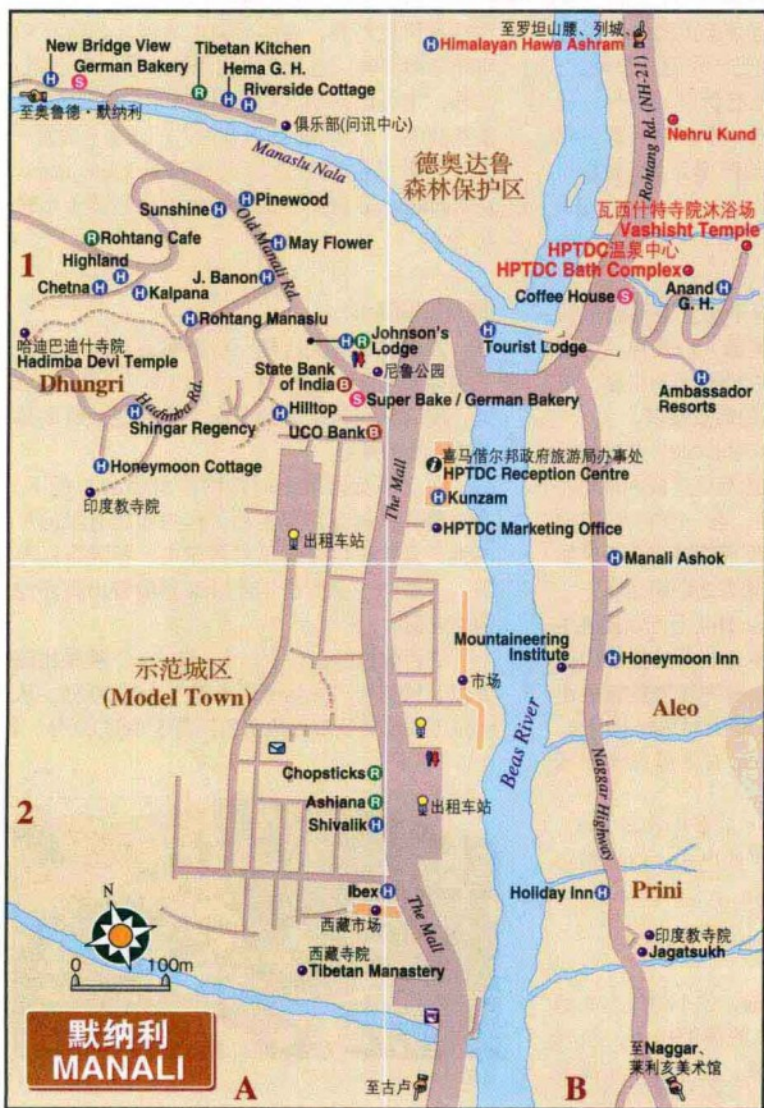 New Bridge View
German Bakery
Tibetan Kitchen
Hema G. H.
Riverside Cottage
至奥鲁德·默纳利
俱乐部(问讯中心)
Manaslu Nala
至罗坦山腰、列城、
Himalayan Hawa Ashram
Rohtang Rd. (NH-21)
Nehru Kund
德奥达鲁
森林保护区
瓦西什特寺院沐浴场
Vashisht Temple
HPTDC温泉中心
HPTDC Bath Complex
Coffee House
Anand
G. H.
Sunshine
Pinewood
Old Manali Rd.
Rohtang Cafe
May Flower
1
Highland
Chetna
Kalpana
J. Banon
Rohtang Manaslu
哈迪巴迪什寺院
Hadimba Devi Temple
Dhungri
Hadimba Rd.
Johnson's
Lodge
尼鲁公园
State Bank
of India
Super Bake / German Bakery
Tourist Lodge
Ambassador
Resorts
Hilltop
Shingar Regency
UCO Bank
Honeymoon Cottage
印度教寺院
The Mall
喜马偕尔邦政府旅游局办事处
HPTDC Reception Centre
Kunzam
HPTDC Marketing Office
出租车站
Manali Ashok
示范城区
(Model Town)
Mountaineering
Institute
Honeymoon Inn
市场
Aleo
Beas River
Naggar Highway
2
Chopsticks
Ashiana
出租车站
Shivalik
Ibex
西藏市场
The Mall
Holiday Inn
Prini
印度教寺院
Jagatsukh
西藏寺院
Tibetan Manastery
N
0 100m
默纳利
MANALI
A
至古卢
B
至Naggar、
莱利亥美术馆